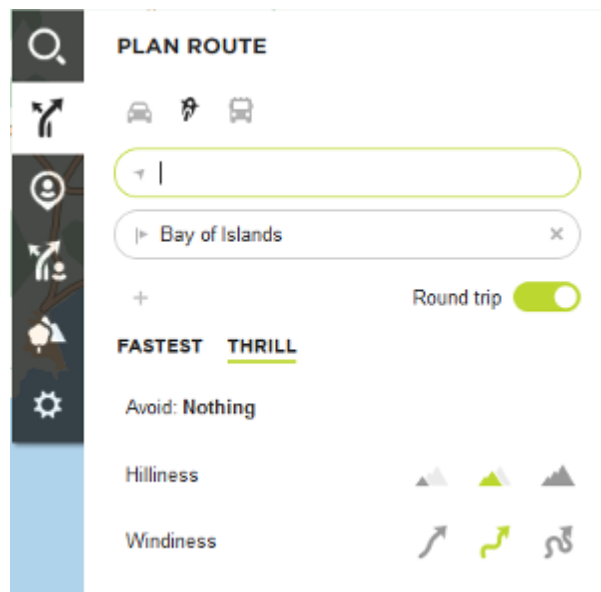 PLAN ROUTE
Bay of Islands
Round trip
FASTEST THRILL
Avoid: Nothing
Hilliness
Windiness